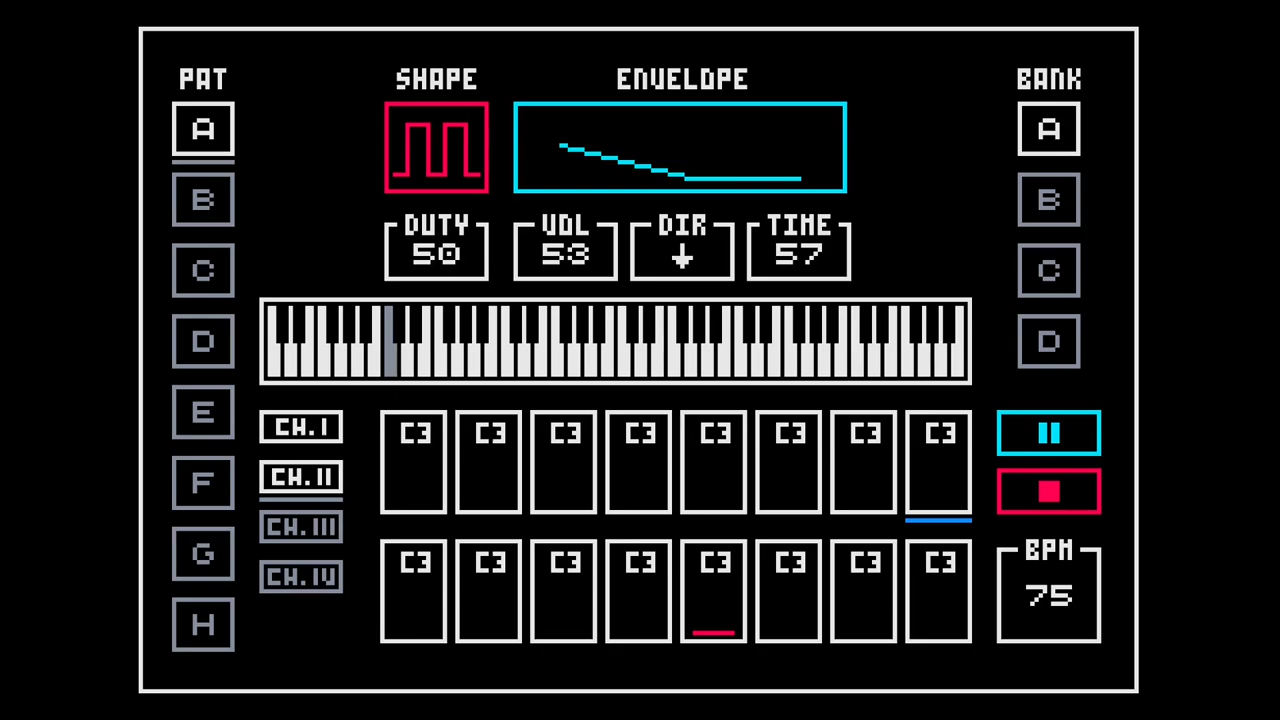 PAT SHAPE ENVELOPE BANK
A A
B B
DUTY VOL DIR TIME
50 53 ↓ 57
C C
D D
E
CH.I C3 C3 C3 C3 C3 C3 C3 C3
F CH.II
CH.III
G CH.IV C3 C3 C3 C3 C3 C3 C3 C3 BPM
H 75